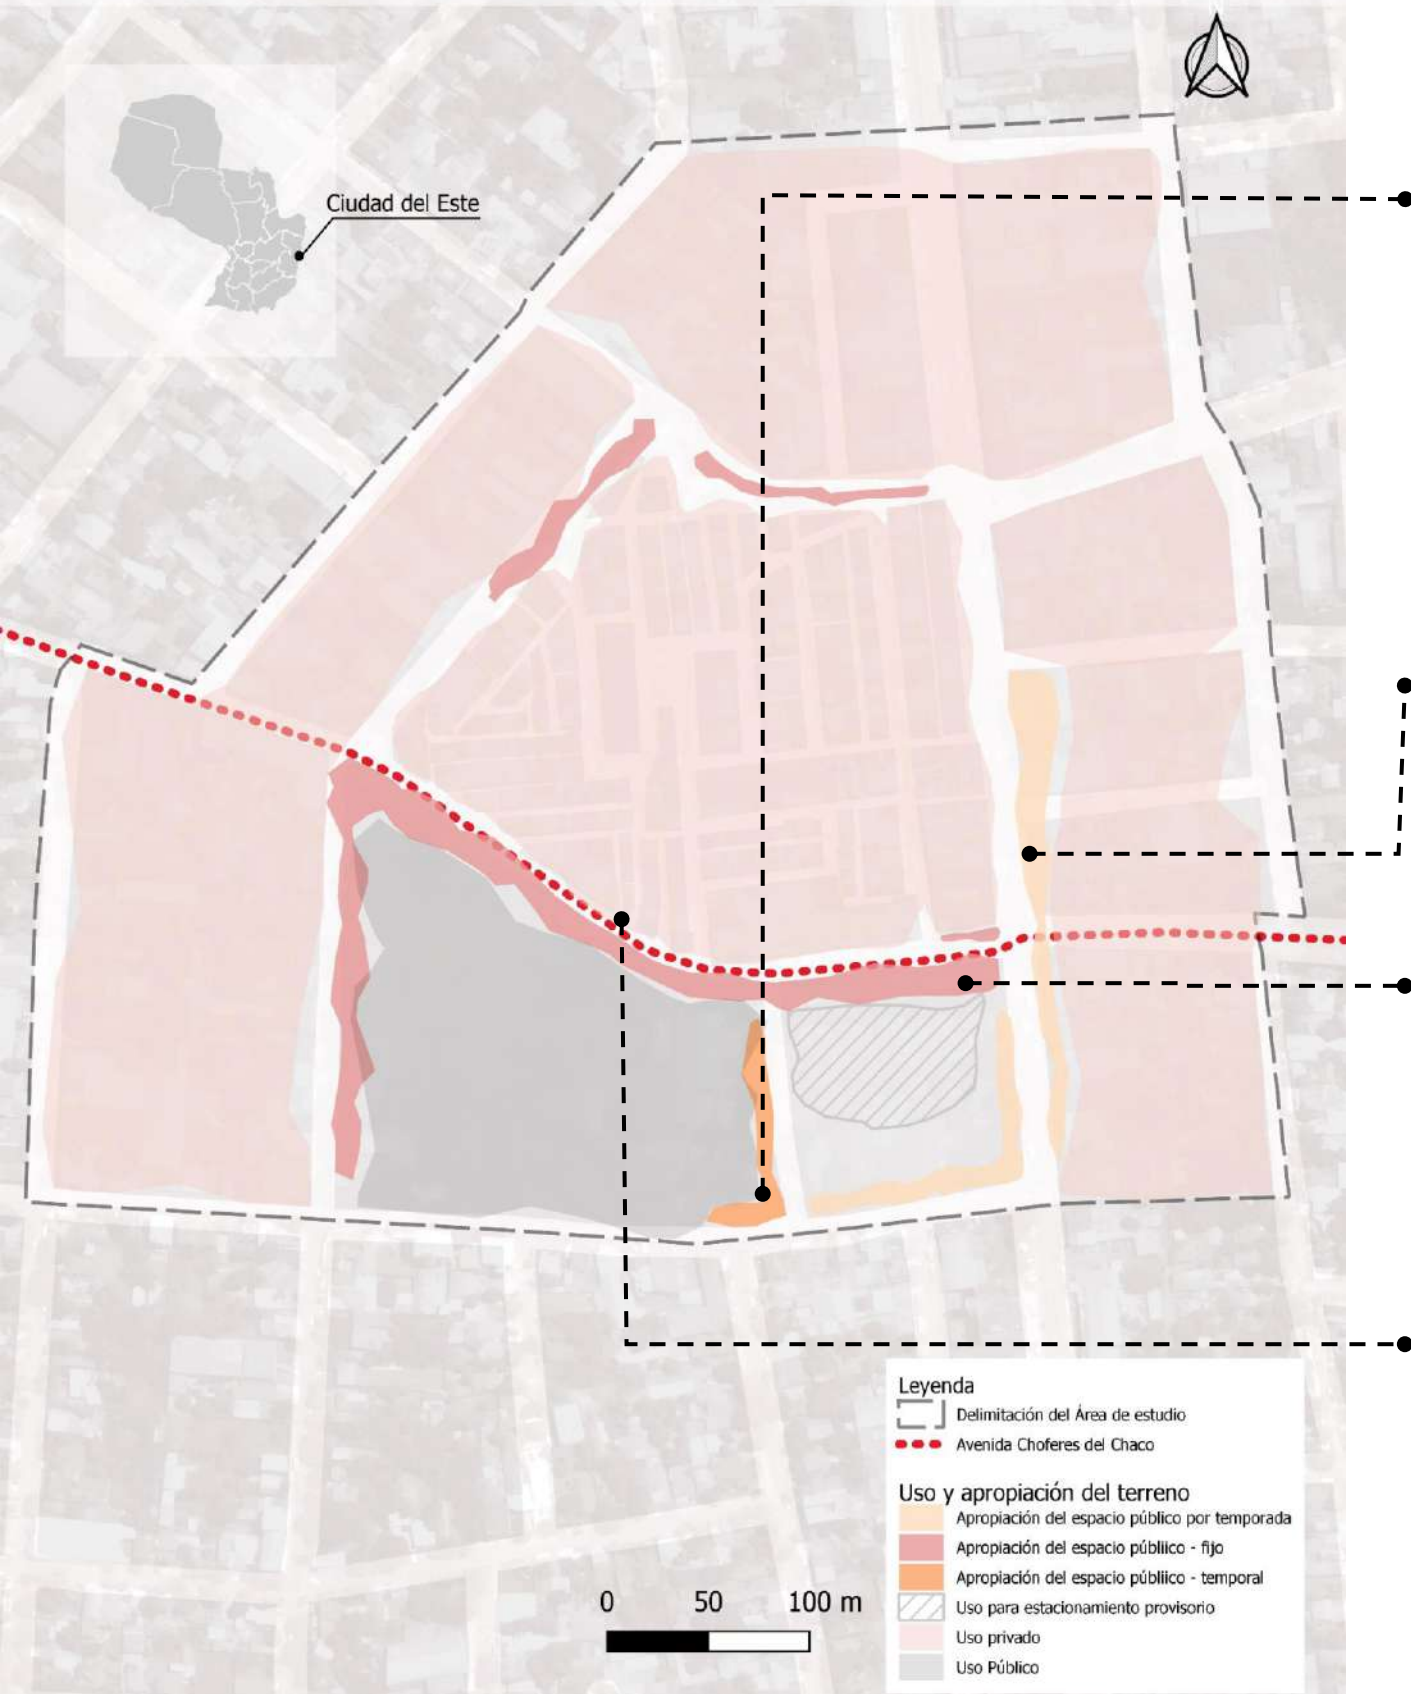 Ciudad del Este
Leyenda
Delimitación del Área de estudio
Avenida Choferes del Chaco
Uso y apropiación del terreno
Apropiación del espacio público por temporada
Apropiación del espacio públiico - fijo
Apropiación del espacio públiico - temporal
Uso para estacionamiento provisorio
Uso privado
Uso Público
0 50 100 m